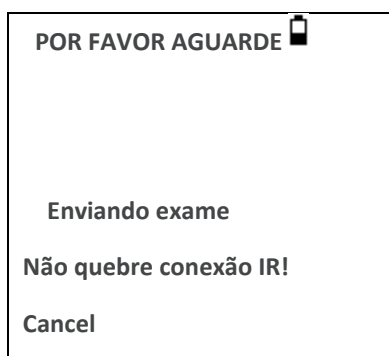 POR FAVOR AGUARDE
Enviando exame
Não quebre conexão IR!
Cancel